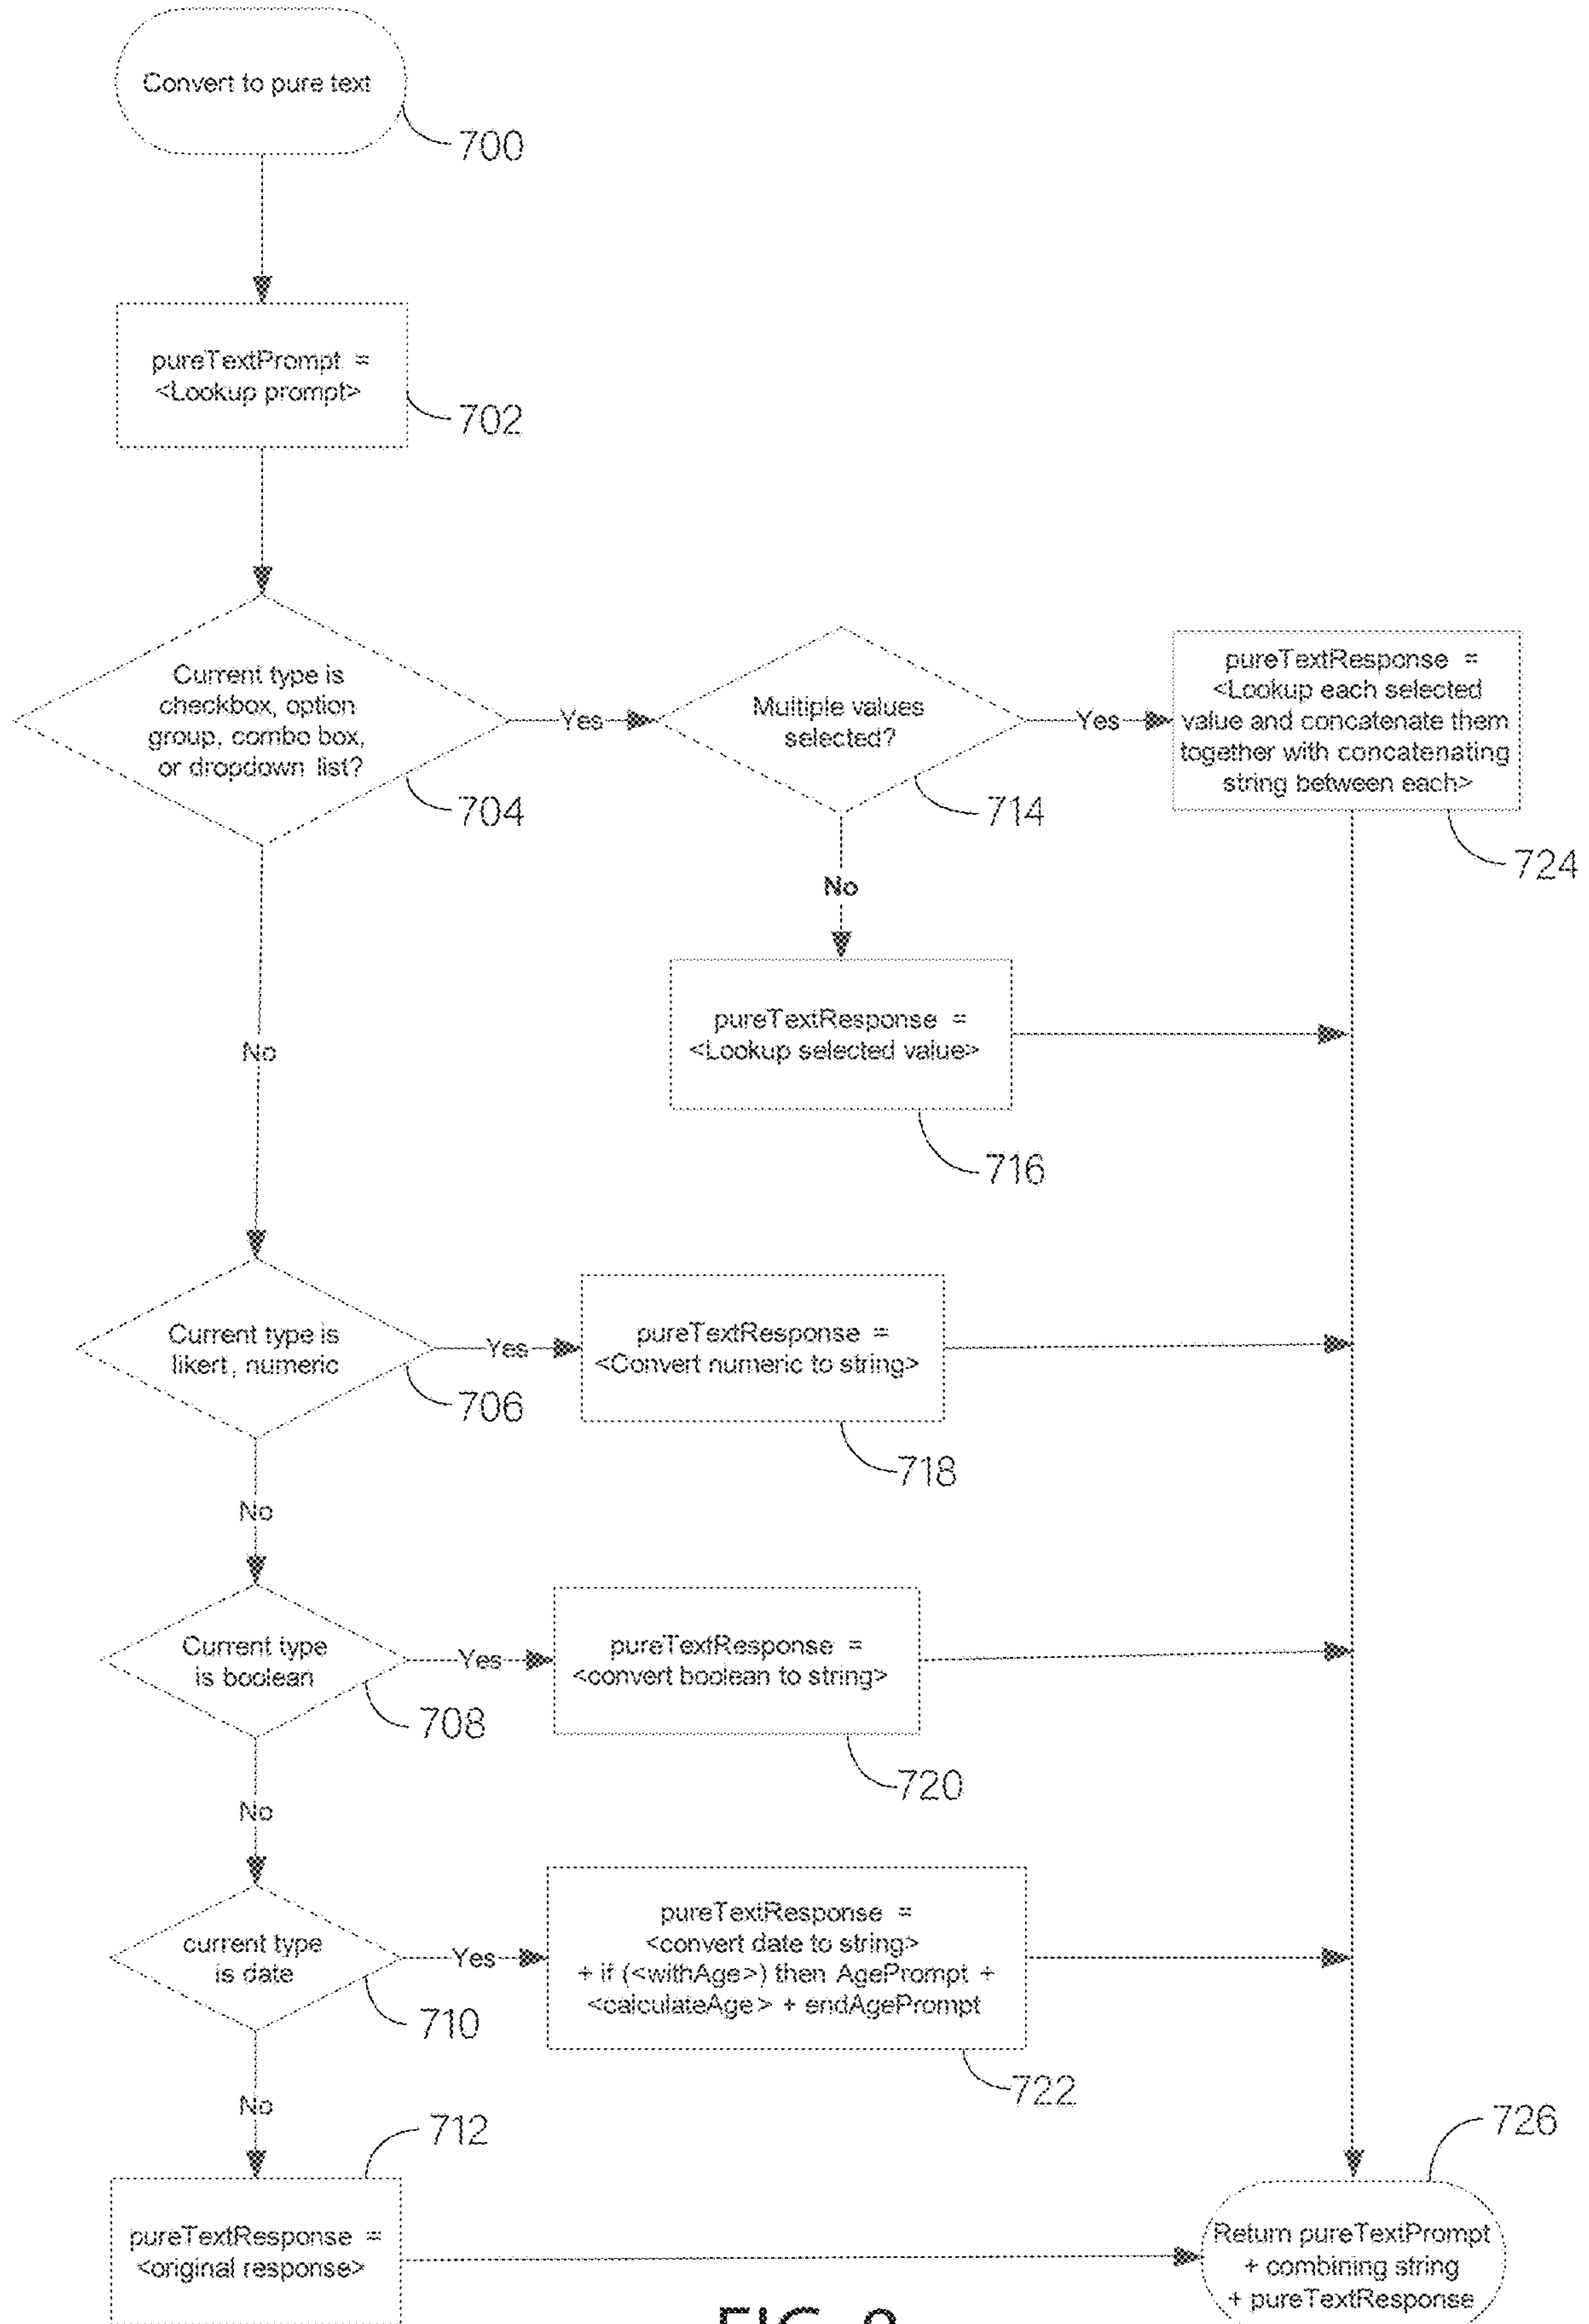 Convert to pure text
700
pureTextPrompt =
<Lookup prompt>
702
Current type is
checkbox, option
group, combo box,
or dropdown list?
704
Yes
Multiple values
selected?
714
Yes
pureTextResponse =
<Lookup each selected
value and concatenate them
together with concatenating
string between each>
724
No
pureTextResponse =
<Lookup selected value>
716
No
Current type is
likert, numeric
706
Yes
pureTextResponse =
<Convert numeric to string>
718
No
Current type
is boolean
708
Yes
pureTextResponse =
<convert boolean to string>
720
No
current type
is date
710
Yes
pureTextResponse =
<convert date to string>
+ if (<withAge>) then AgePrompt +
<calculateAge> + endAgePrompt
722
No
712
pureTextResponse =
<original response>
726
Return pureTextPrompt
+ combining string
+ pureTextResponse
FIG.